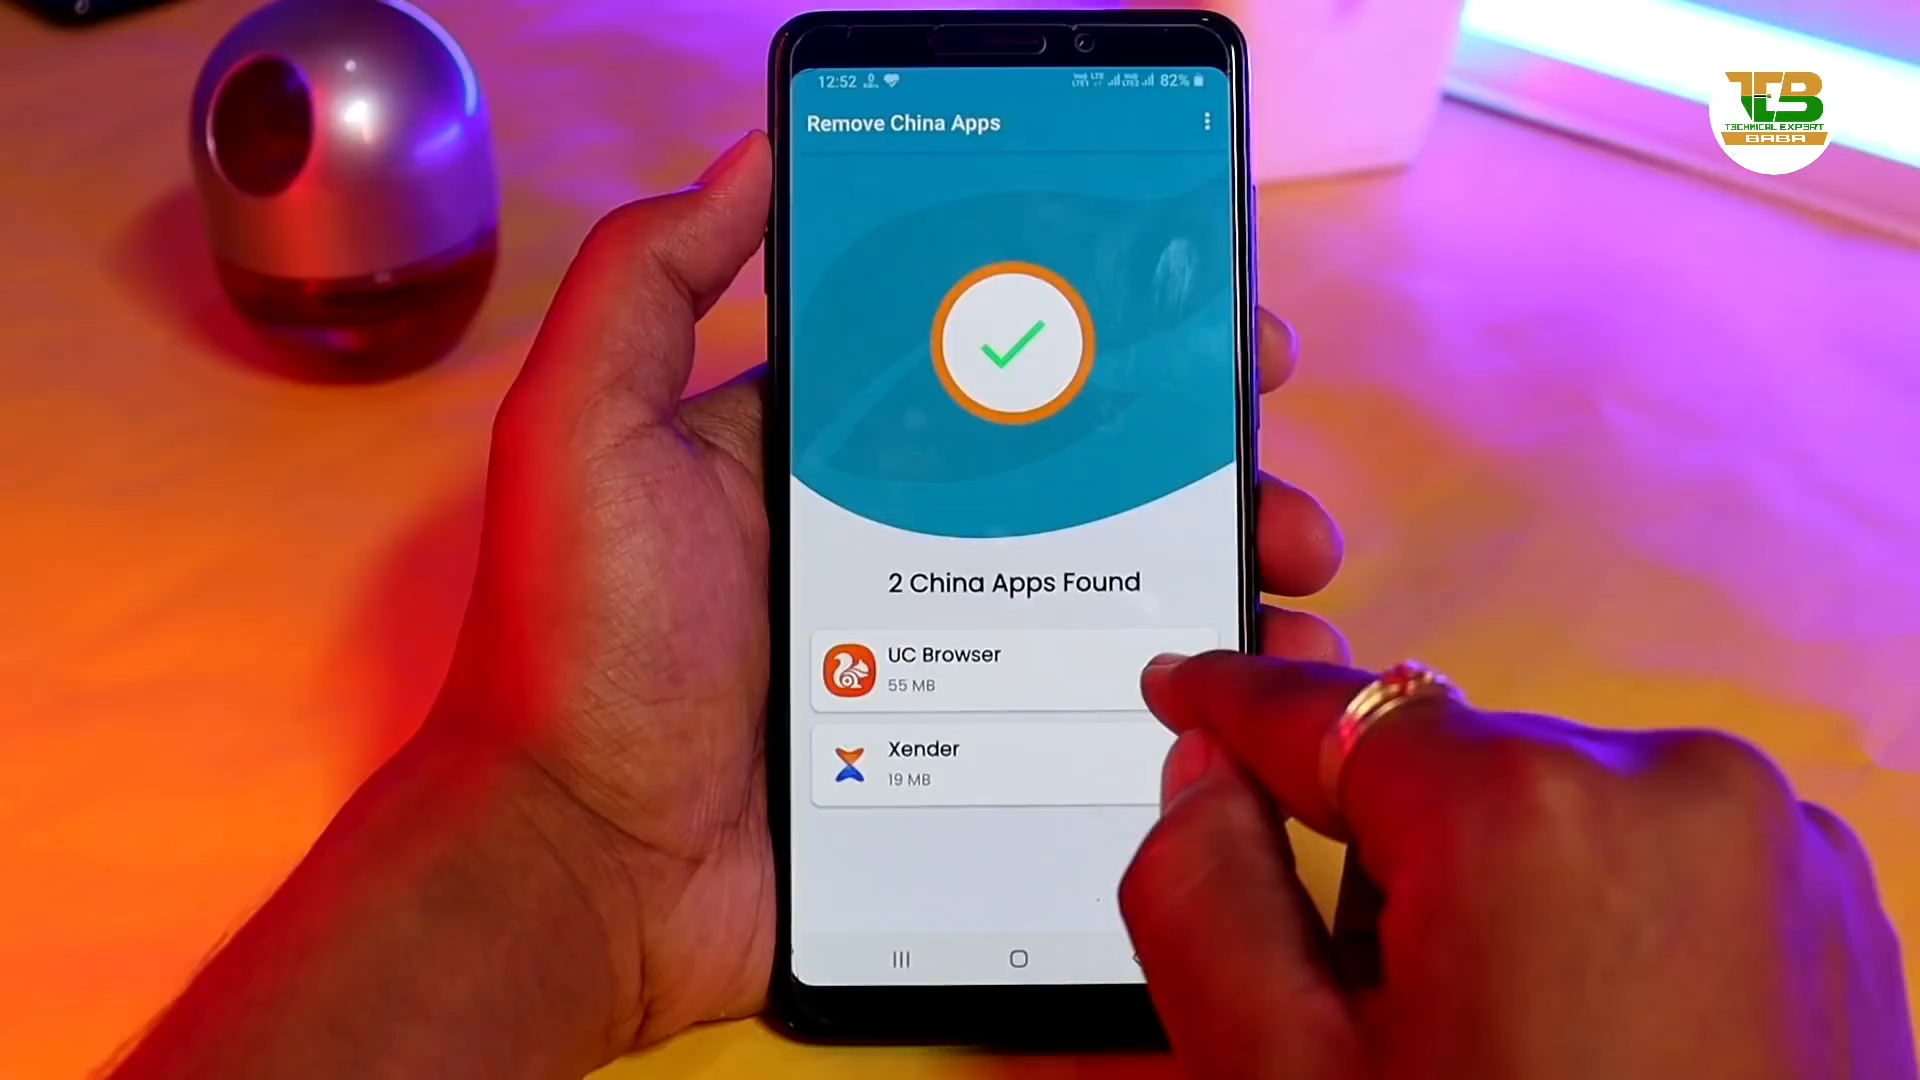 12:52
82%
Remove China Apps
2 China Apps Found
UC Browser
55 MB
Xender
19 MB
TEB
TECHNICAL EXPERT
BABA